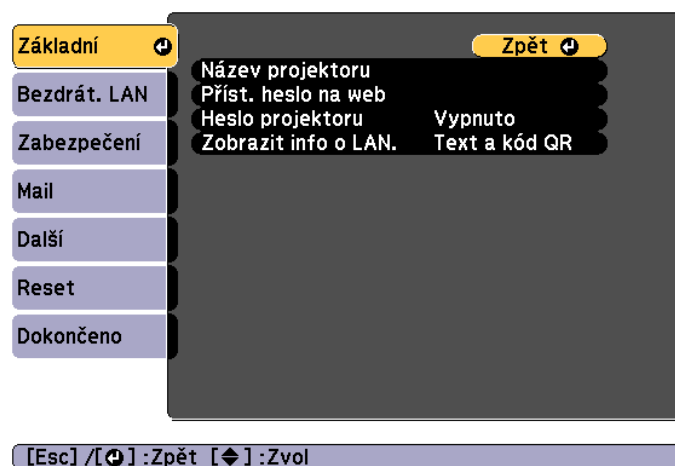 Základní
Zpět
Název projektoru
Bezdrát. LAN
Příst. heslo na web
Heslo projektoru Vypnuto
Zabezpečení
Zobrazit info o LAN. Text a kód QR
Mail
Další
Reset
Dokončeno
[Esc] /[ ] :Zpět [ ] :Zvol